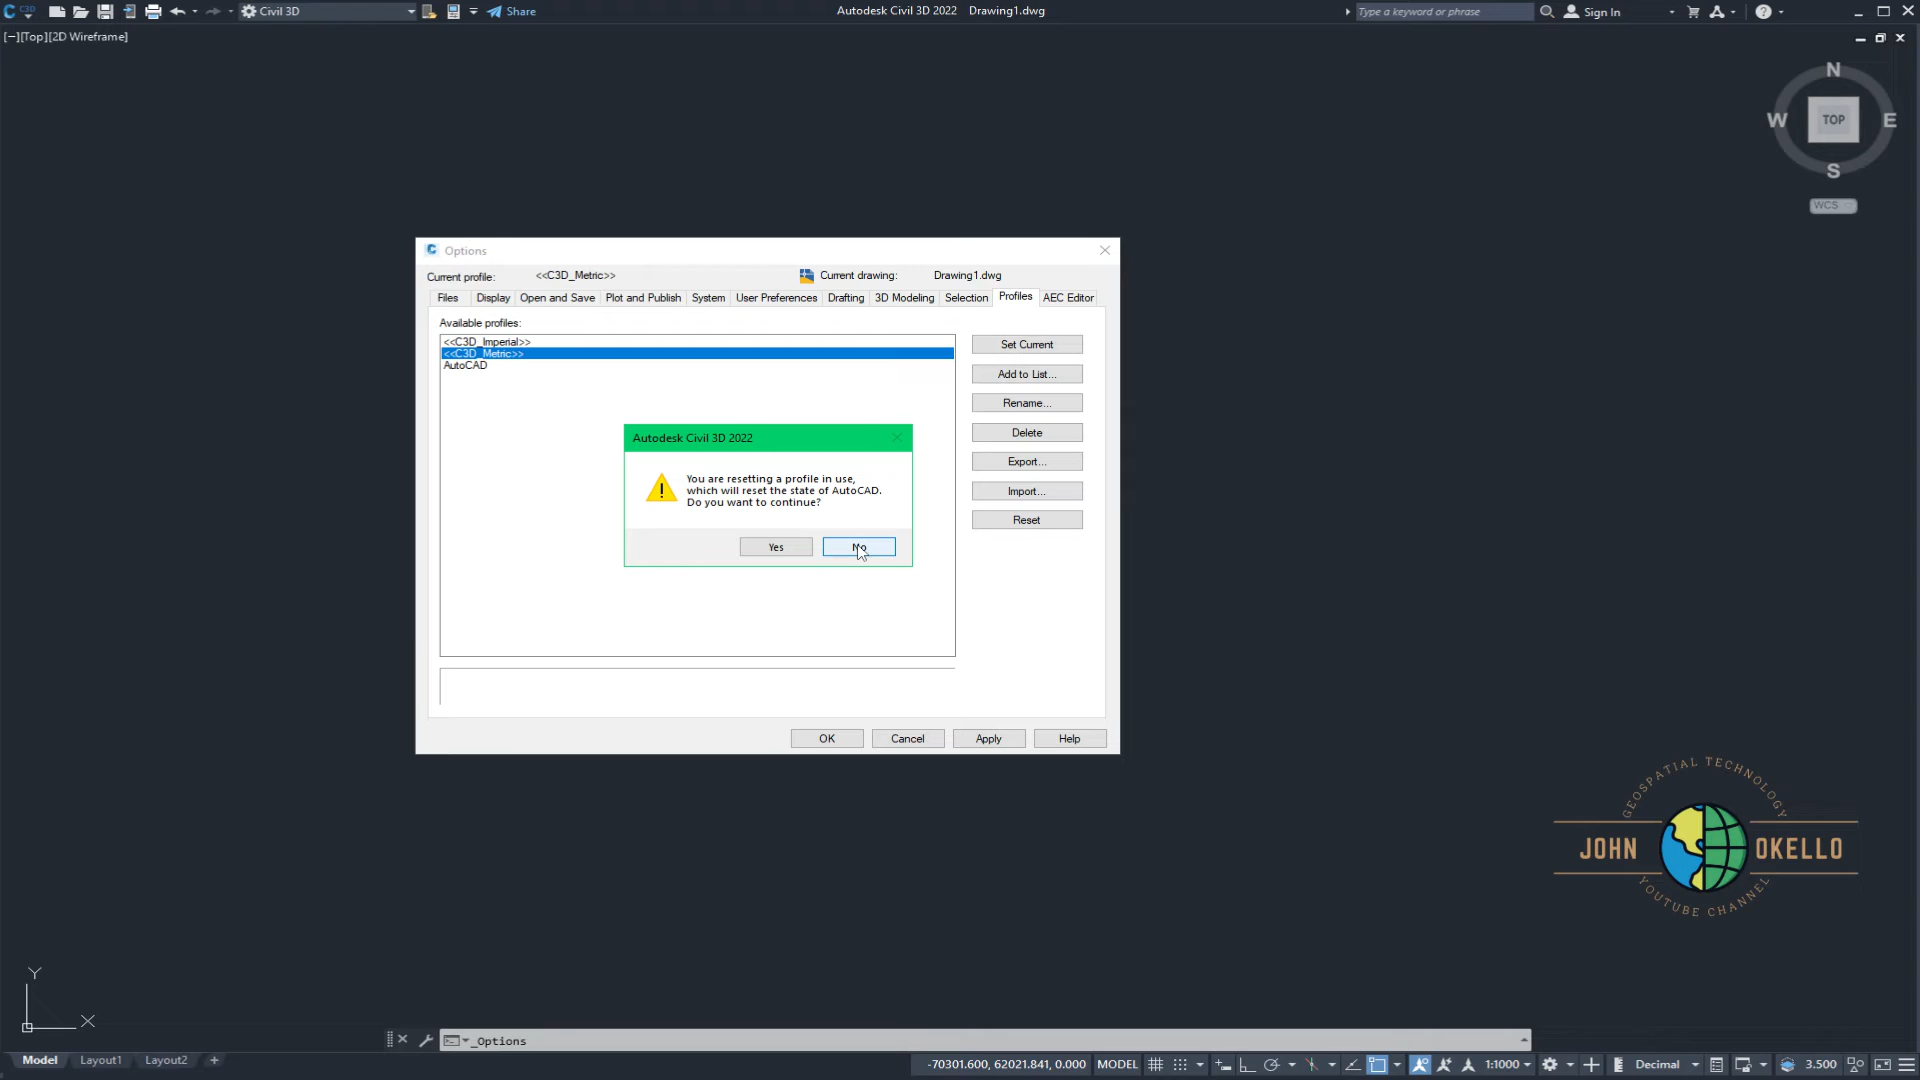 Civil 3D
Share
Autodesk Civil 3D 2022 Drawing1.dwg
Type a keyword or phrase
Sign In
[−][Top][2D Wireframe]
N
W TOP E
S
WCS
Options
Current profile: <<C3D_Metric>> Current drawing: Drawing1.dwg
Files Display Open and Save Plot and Publish System User Preferences Drafting 3D Modeling Selection Profiles AEC Editor
Available profiles:
<<C3D_Imperial>>
<<C3D_Metric>>
AutoCAD
Set Current
Add to List...
Rename...
Delete
Export...
Import...
Reset
Autodesk Civil 3D 2022
You are resetting a profile in use,
which will reset the state of AutoCAD.
Do you want to continue?
Yes No
OK Cancel Apply Help
GEOSPATIAL TECHNOLOGY
JOHN OKELLO
YOUTUBE CHANNEL
Y
X
_Options
Model Layout1 Layout2 +
-70301.600, 62021.841, 0.000 MODEL 1:1000 Decimal 3.500